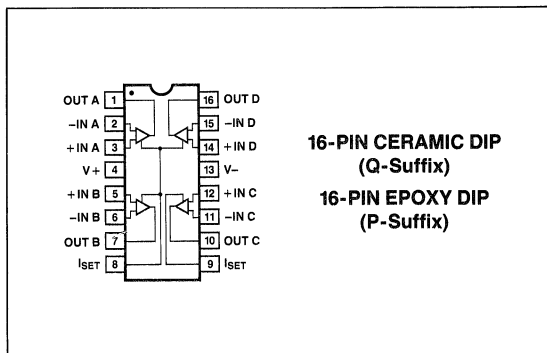 OUT A 1 16 OUT D
−IN A 2 15 −IN D
+IN A 3 14 +IN D
V+ 4 13 V−
+IN B 5 12 +IN C
−IN B 6 11 −IN C
OUT B 7 10 OUT C
ISET 8 9 ISET
16-PIN CERAMIC DIP
(Q-Suffix)
16-PIN EPOXY DIP
(P-Suffix)